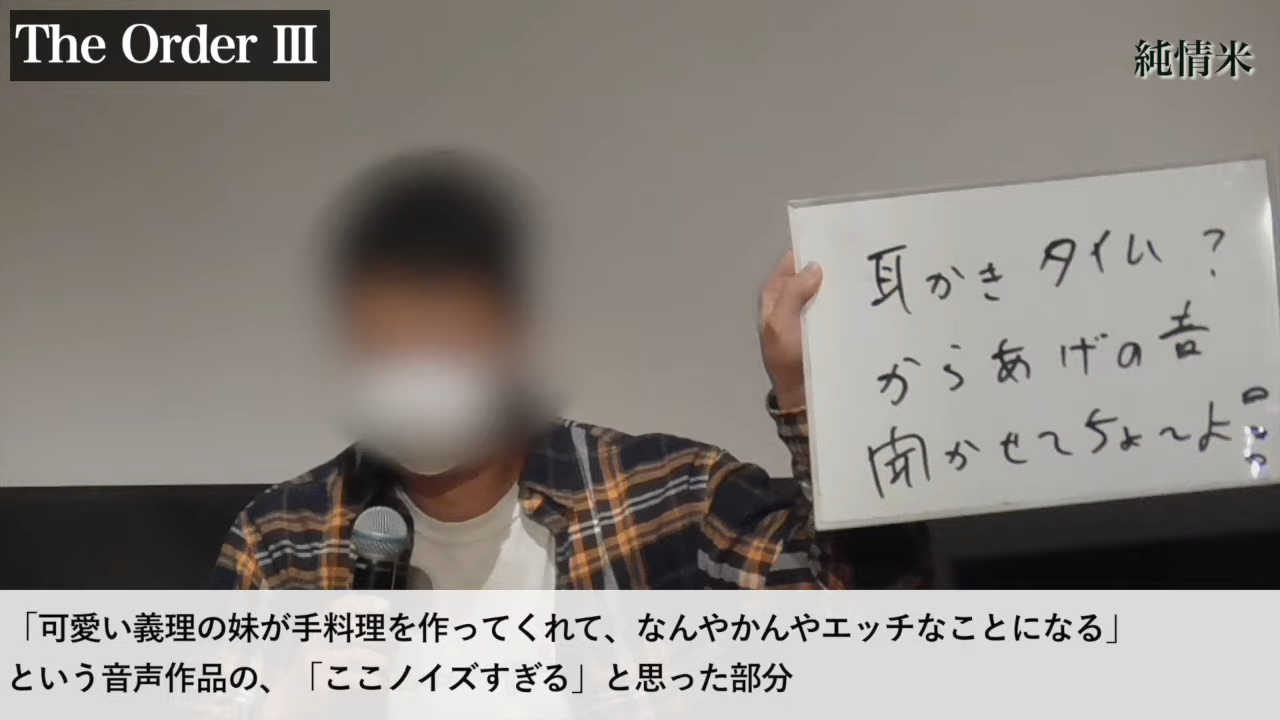 The Order Ⅲ
純情米
耳かきタイム?
からあげの音
聞かせてちょ～よ
「可愛い義理の妹が手料理を作ってくれて、なんやかんやエッチなことになる」
という音声作品の、「ここノイズすぎる」と思った部分